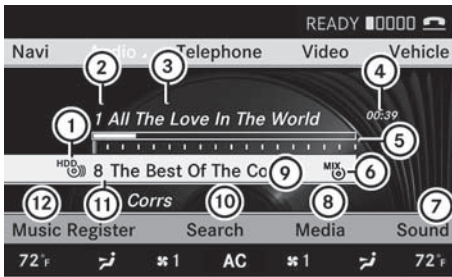 READY
Navi Audio Telephone Video Vehicle
2 3 4
1 All The Love In The World 00:39
1 5
HDD 8 The Best Of The Co 9 MIX 6
12 11 Corrs 10 8 7
Music Register Search Media Sound
72°F 1 AC 1 72°F